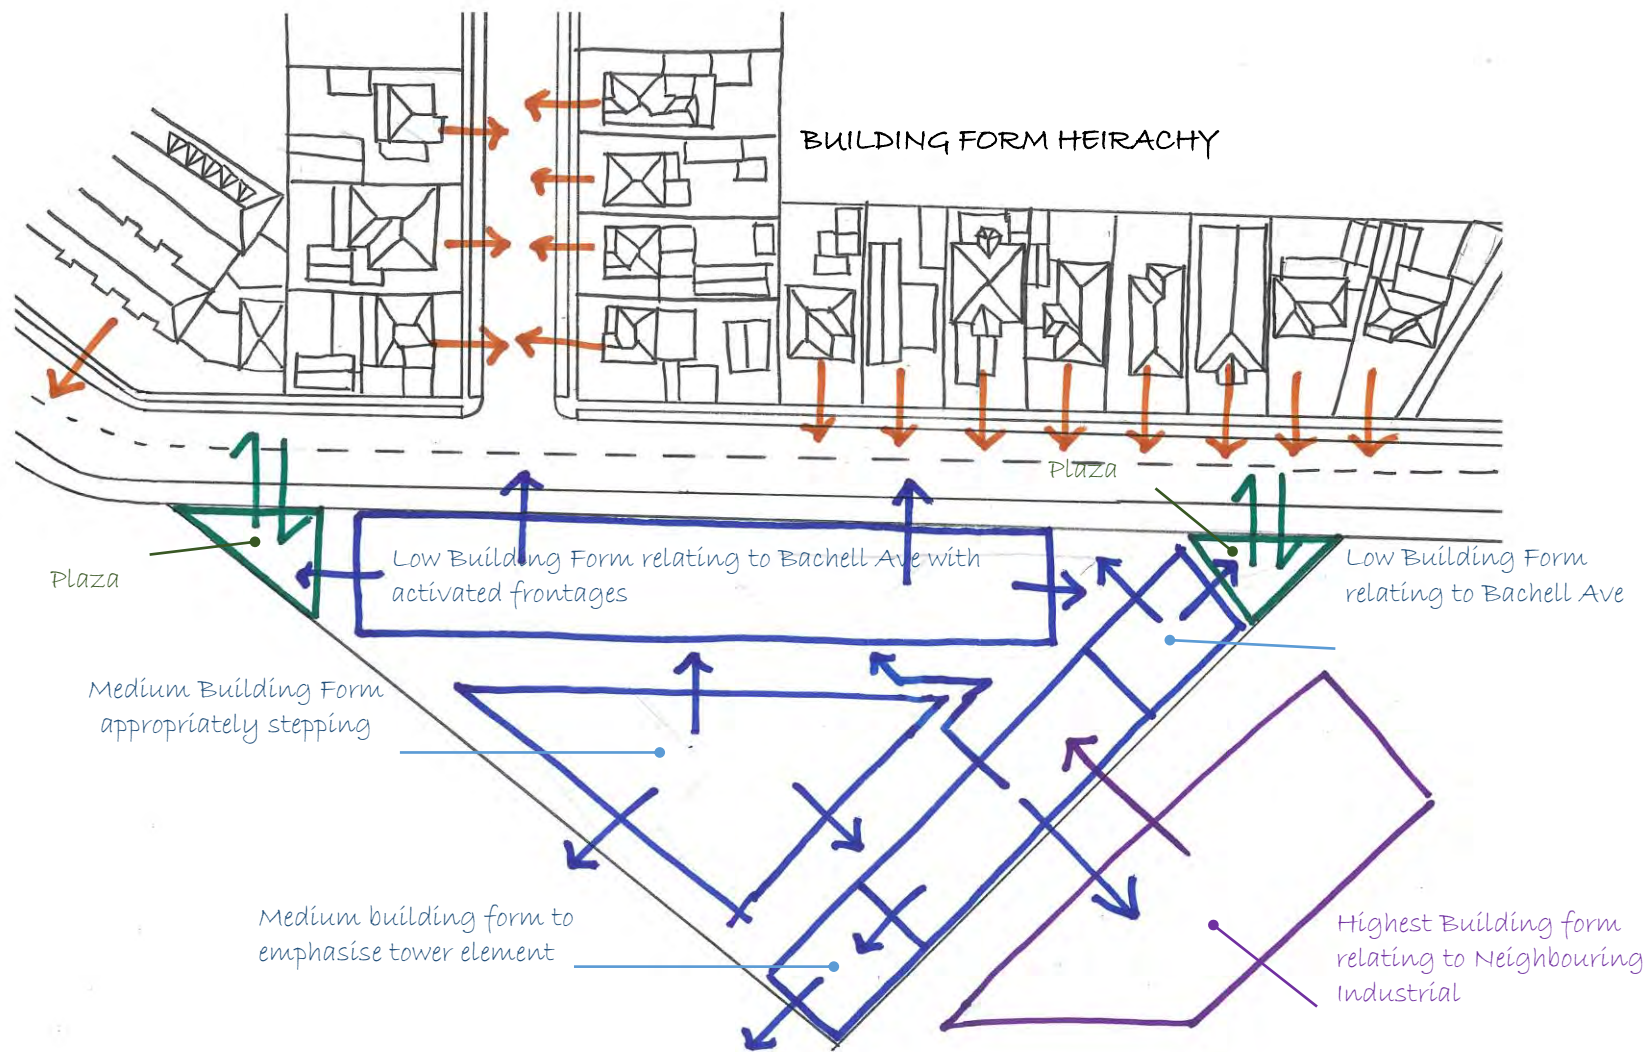 BUILDING FORM HEIRACHY
Plaza
Plaza
Low Building Form relating to Bachell Ave with
activated frontages
Low Building Form
relating to Bachell Ave
Medium Building Form
appropriately stepping
Medium building form to
emphasise tower element
Highest Building form
relating to Neighbouring
Industrial